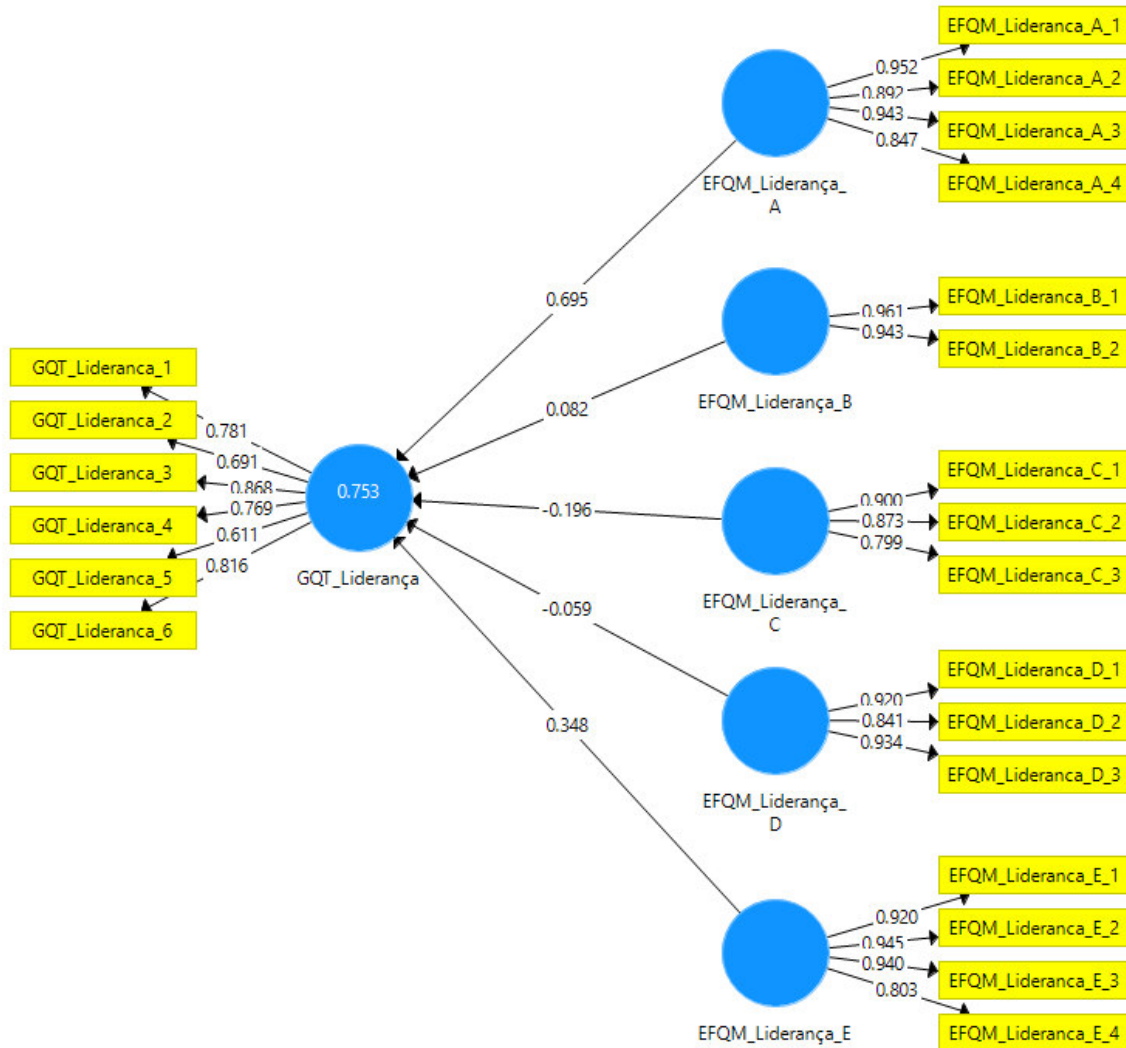 EFQM_Lideranca_A_1
0.952
EFQM_Lideranca_A_2
0.892
EFQM_Lideranca_A_3
0.943
EFQM_Lideranca_A_4
0.847
EFQM_Liderança_
A
0.695
EFQM_Lideranca_B_1
0.961
EFQM_Lideranca_B_2
0.943
EFQM_Liderança_B
0.082
GQT_Lideranca_1
0.781
GQT_Lideranca_2
0.691
GQT_Lideranca_3
0.868
GQT_Lideranca_4
0.769
GQT_Lideranca_5
0.611
GQT_Lideranca_6
0.816
0.753
GQT_Liderança
EFQM_Lideranca_C_1
0.900
EFQM_Lideranca_C_2
0.873
EFQM_Lideranca_C_3
0.799
EFQM_Liderança_
C
-0.196
EFQM_Lideranca_D_1
0.920
EFQM_Lideranca_D_2
0.841
EFQM_Lideranca_D_3
0.934
EFQM_Liderança_
D
-0.059
0.348
EFQM_Lideranca_E_1
0.920
EFQM_Lideranca_E_2
0.945
EFQM_Lideranca_E_3
0.940
EFQM_Lideranca_E_4
0.803
EFQM_Liderança_E